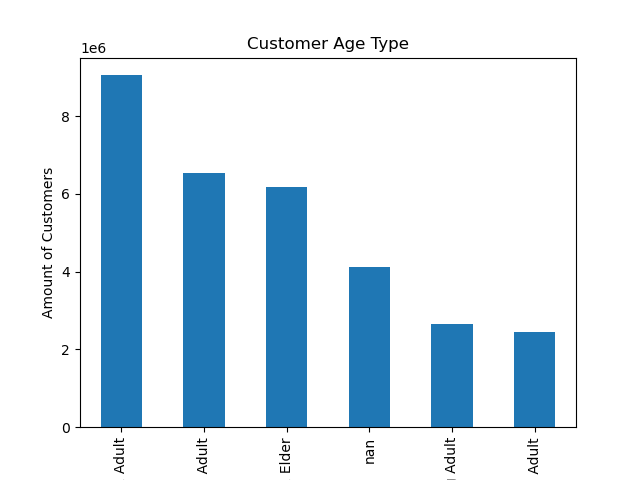 Customer Age Type
1e6
8
6
4
2
0
Amount of Customers
Adult
Adult
Elder
nan
Adult
Adult